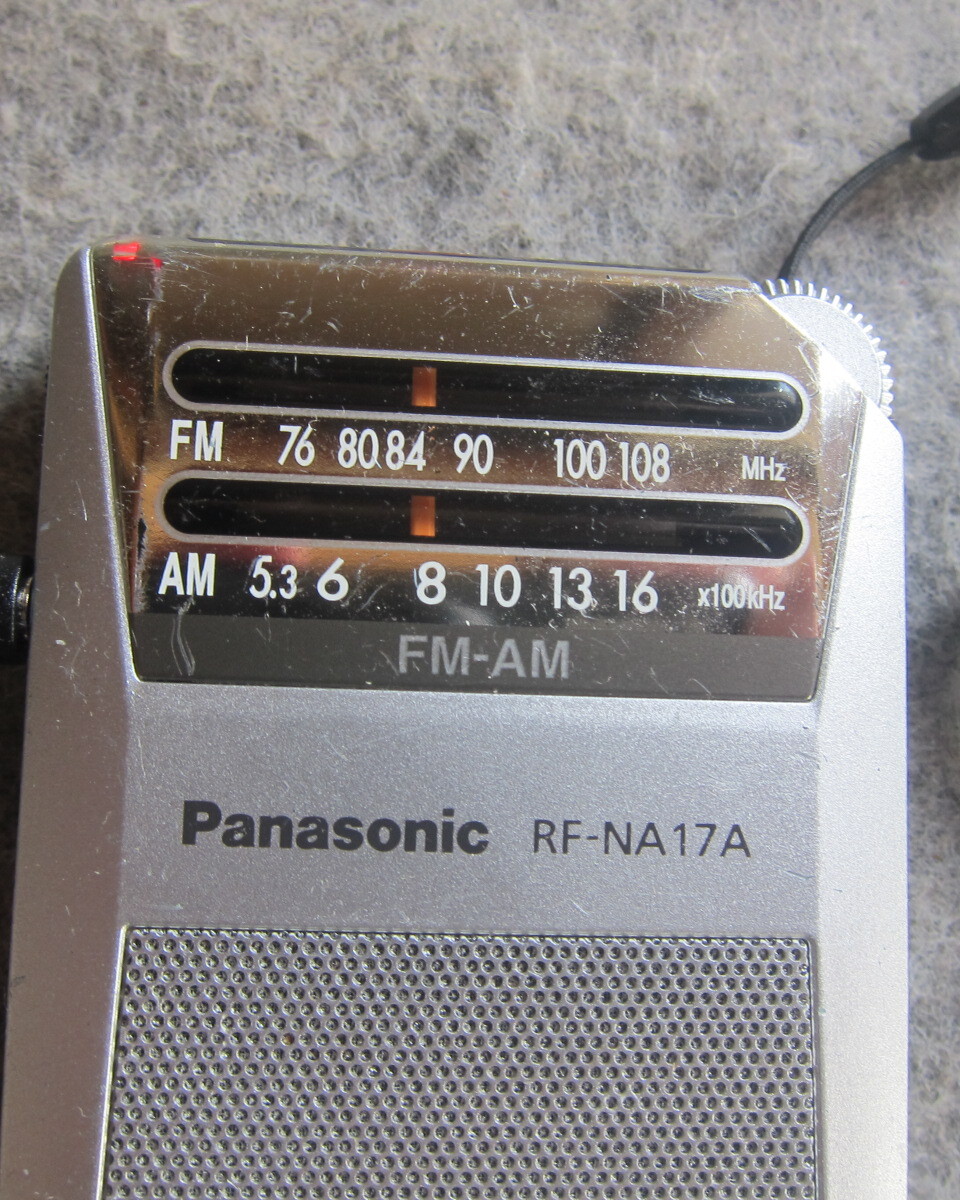 FM 76 80 84 90 100 108 MHz
AM 5.3 6 8 10 13 16 x100kHz
FM-AM
Panasonic RF-NA17A